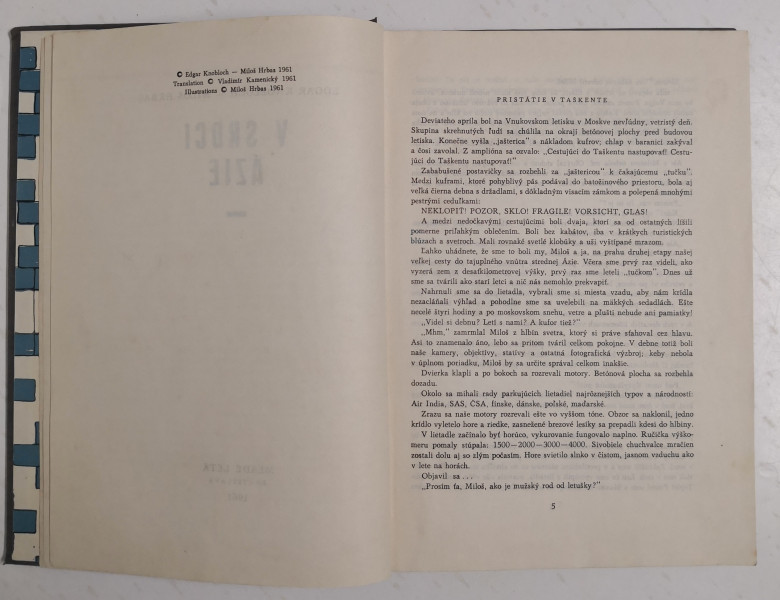 © Edgar Knobloch — Miloš Hrbas 1961
Translation © Vladimír Kamenický 1961
Illustrations © Miloš Hrbas 1961
V SRDCI
ÁZIE
MLADÉ LETÁ
1961
PRISTÁTIE V TAŠKENTE
Deviateho apríla bol na Vnukovskom letisku v Moskve nevľúdny, vetristý deň.
Skupina skrehnutých ľudí sa chúlila na okraji betónovej plochy pred budovou
letiska. Konečne vyšla „jašterica" s nákladom kufrov; chlap v baranici zakýval
a čosi zavolal. Z ampliónа sa ozvalo: „Cestujúci do Taškentu nastupovať! Cestu-
júci do Taškentu nastupovať!"
Zababušené postavičky sa rozbehli za „jaštericou" k čakajúcemu „tučku".
Medzi kuframi, ktoré pohyblivý pás podával do batožinového priestoru, bola aj
veľká čierna debna s držadlami, s dôkladným visacím zámkom a polepená mnohými
pestrými ceduľkami:
NEKLOPIŤ! POZOR, SKLO! FRAGILE! VORSICHT, GLAS!
A medzi nedočkavými cestujúcimi boli dvaja, ktorí sa od ostatných líšili
pomerne priľahkým oblečením. Boli bez kabátov, iba v krátkych turistických
blúzach a svetroch. Mali rovnaké svetlé klobúky a uši vyštípané mrazom.
Ľahko uhádnete, že sme to boli my, Miloš a ja, na prahu druhej etapy našej
veľkej cesty do tajuplného vnútra strednej Ázie. Včera sme prvý raz videli, ako
vyzerá zem z desaťkilometrovej výšky, prvý raz sme leteli „tučkom". Dnes už
sme sa tvárili ako starí letci a nič nás nemohlo prekvapiť.
Nahrnuli sme sa do lietadla, vybrali sme si miesta vzadu, aby nám krídla
nezacláňali výhľad a pohodlne sme sa uvelebili na mäkkých sedadlách. Ešte
necelé štyri hodiny a po moskovskom snehu, vetre a pľušti nebude ani pamiatky!
„Videl si debnu? Letí s nami? A kufor tiež?"
„Mhm," zamrmlal Miloš z hlbín svetra, ktorý si práve sťahoval cez hlavu.
Asi to znamenalo áno, lebo sa pritom tváril celkom pokojne. V debne totiž boli
naše kamery, objektívy, statívy a ostatná fotografická výzbroj; keby nebola
v úplnom poriadku, Miloš by sa určite správal celkom inakšie.
Dvierka klapli a po bokoch sa rozrevali motory. Betónová plocha sa rozbehla
dozadu.
Okolo sa mihali rady parkujúcich lietadiel najrôznejších typov a národností:
Air India, SAS, ČSA, fínske, dánske, poľské, maďarské.
Zrazu sa naše motory rozrevali ešte vo vyššom tóne. Obzor sa naklonil, jedno
krídlo vyletelo hore a riedke, zasnežené brezové lesíky sa prepadli kdesi do hlbiny.
V lietadle začínalo byť horúco, vykurovanie fungovalo naplno. Ručička výško-
meru pomaly stúpala: 1500—2000—3000—4000. Sivobiele chuchvalce mračien
zostali dolu aj so zlým počasím. Hore svietilo slnko v čistom, jasnom vzduchu ako
v lete na horách.
Objavil sa...
„Prosím ťa, Miloš, ako je mužský rod od letušky?"
5